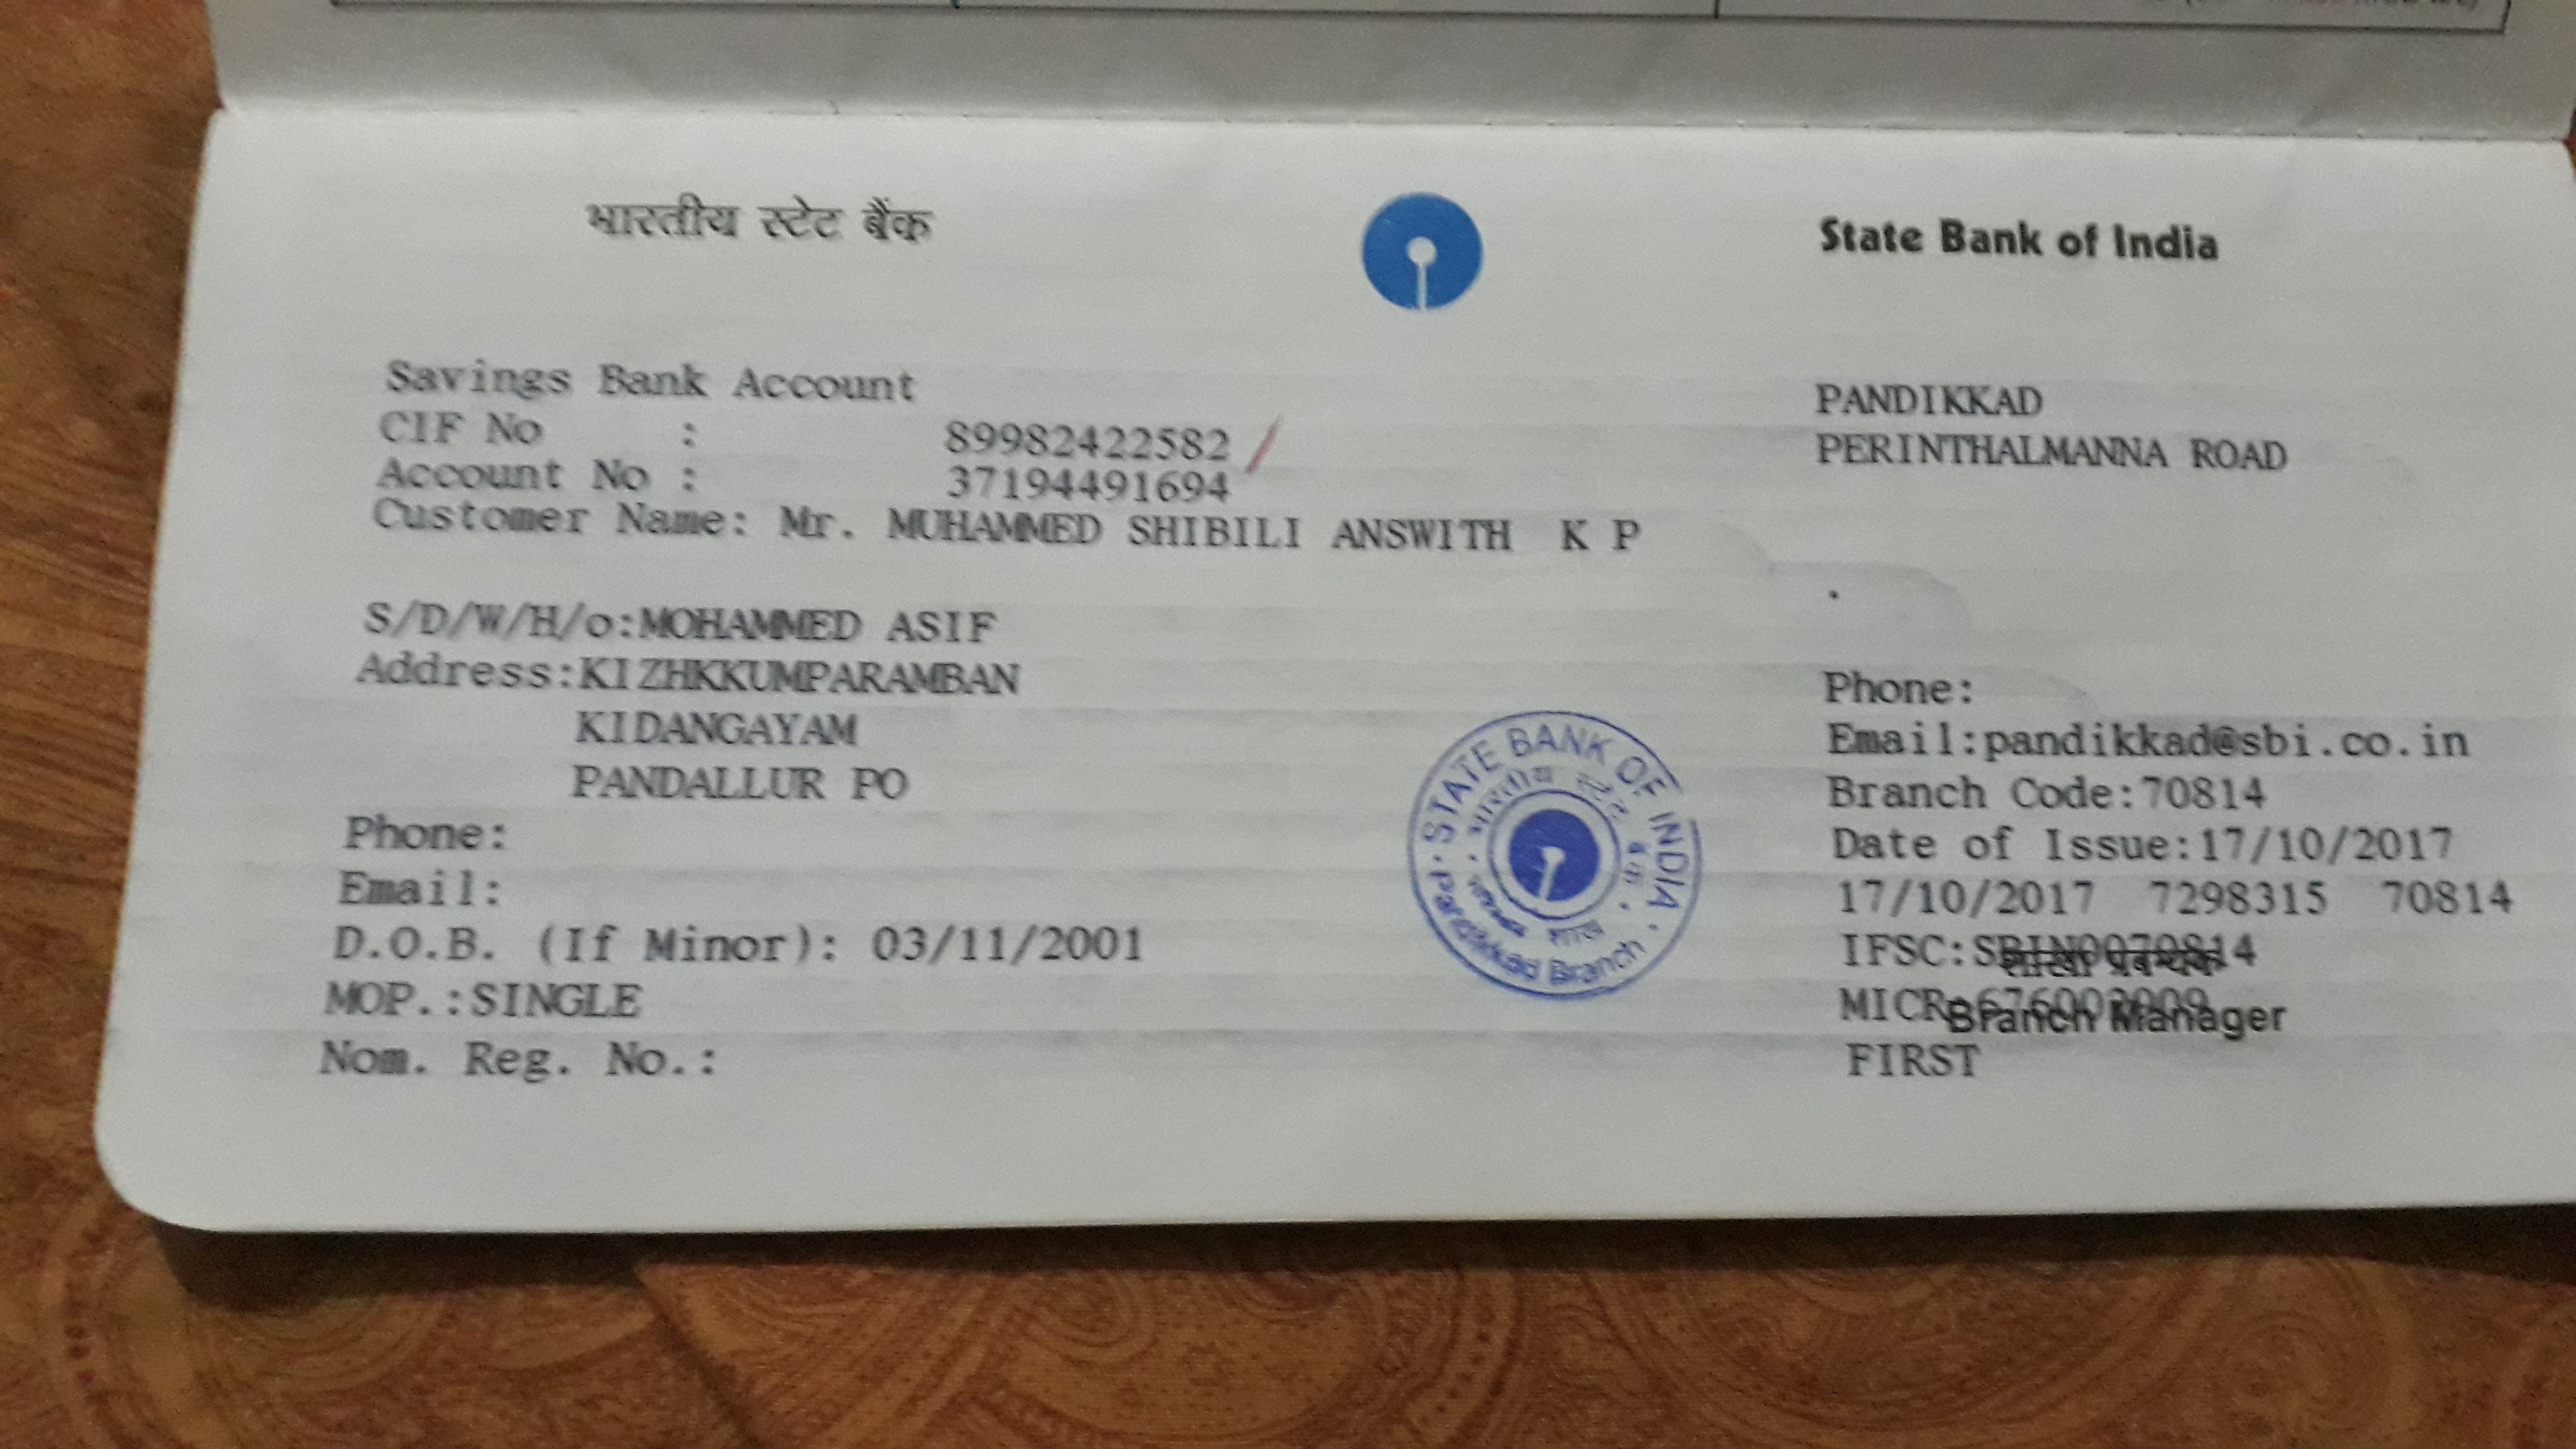 भारतीय स्टेट बैंक
State Bank of India
Savings Bank Account
CIF No : 89982422582
Account No : 37194491694
Customer Name: Mr. MUHAMMED SHIBILI ANSWITH K P
S/D/W/H/o:MOHAMMED ASIF
Address:KIZHKKUMPARAMBAN
KIDANGAYAM
PANDALLUR PO
Phone:
Email:
D.O.B. (If Minor): 03/11/2001
MOP.:SINGLE
Nom. Reg. No.:
STATE BANK OF INDIA
भारतीय स्टेट बैंक
Pandikkad Branch
PANDIKKAD
PERINTHALMANNA ROAD
.
Phone:
Email:pandikkad@sbi.co.in
Branch Code:70814
Date of Issue:17/10/2017
17/10/2017 7298315 70814
IFSC:SBIN0070814
शाखा प्रबन्धक
MICR:676002009
Branch Manager
FIRST